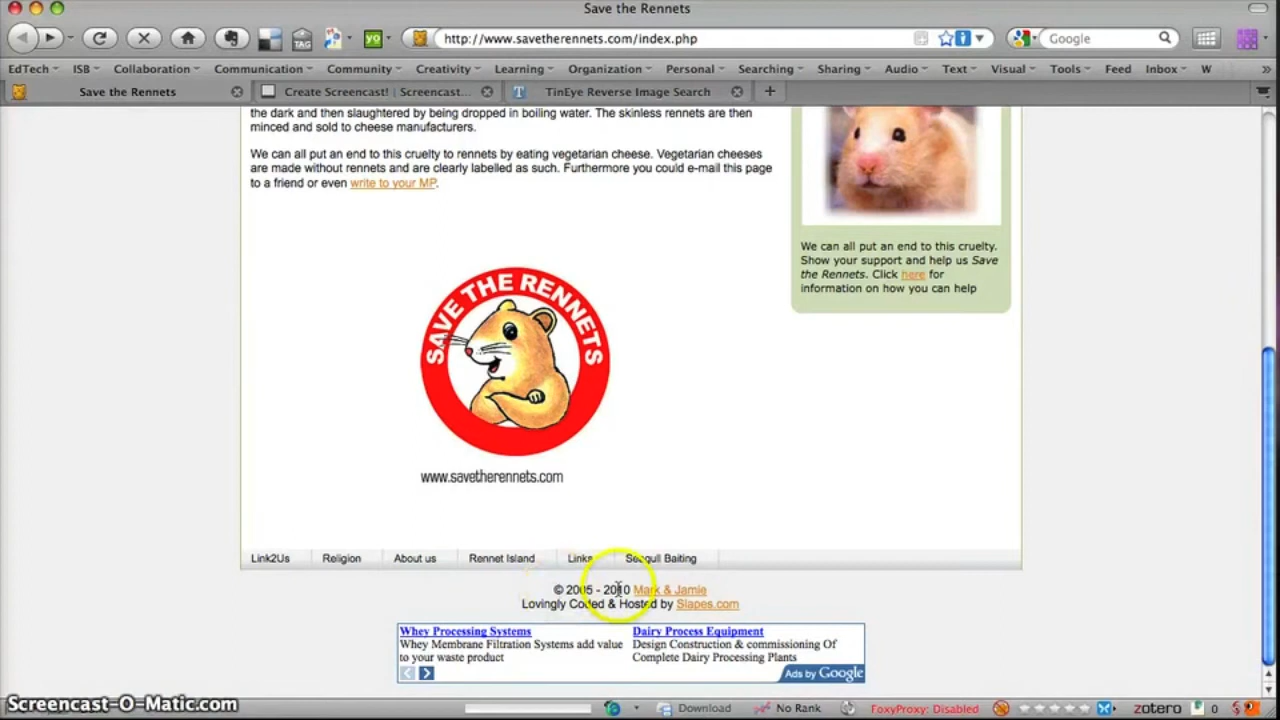 Save the Rennets
TAG
yo
http://www.savetherennets.com/index.php
Google
EdTech ISB Collaboration Communication Community Creativity Learning Organization Personal Searching Sharing Audio Text Visual Tools Feed Inbox W »
Save the Rennets
Create Screencast! | Screencast...
T TinEye Reverse Image Search
the dark and then slaughtered by being dropped in boiling water. The skinless rennets are then
minced and sold to cheese manufacturers.
We can all put an end to this cruelty to rennets by eating vegetarian cheese. Vegetarian cheeses
are made without rennets and are clearly labelled as such. Furthermore you could e-mail this page
to a friend or even write to your MP.
We can all put an end to this cruelty.
Show your support and help us Save
the Rennets. Click here for
information on how you can help
SAVE THE RENNETS
www.savetherennets.com
Link2Us Religion About us Rennet Island Links Seagull Baiting
© 2005 - 2010 Mark & Jamie
Lovingly Coded & Hosted by Slapes.com
Whey Processing Systems
Whey Membrane Filtration Systems add value
to your waste product
Dairy Process Equipment
Design Construction & commissioning Of
Complete Dairy Processing Plants
Ads by Google
Screencast-O-Matic.com
Download
No Rank
FoxyProxy: Disabled
zotero
0